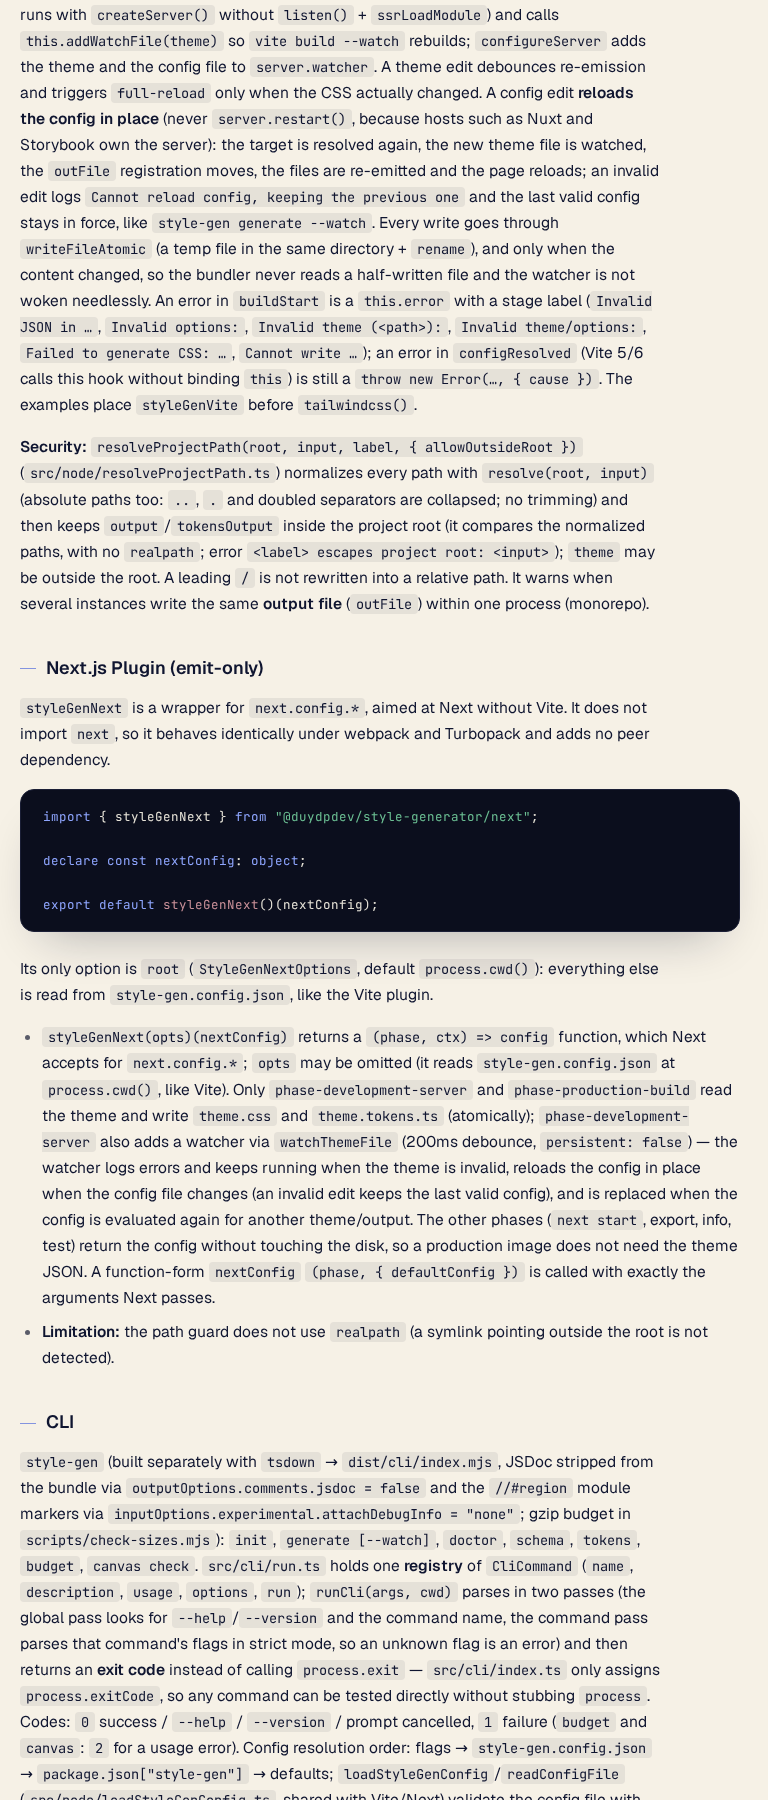 runs with createServer() without listen() + ssrLoadModule) and calls
this.addWatchFile(theme) so vite build --watch rebuilds; configureServer adds
the theme and the config file to server.watcher. A theme edit debounces re-emission
and triggers full-reload only when the CSS actually changed. A config edit reloads
the config in place (never server.restart(), because hosts such as Nuxt and
Storybook own the server): the target is resolved again, the new theme file is watched,
the outFile registration moves, the files are re-emitted and the page reloads; an invalid
edit logs Cannot reload config, keeping the previous one and the last valid config
stays in force, like style-gen generate --watch. Every write goes through
writeFileAtomic (a temp file in the same directory + rename), and only when the
content changed, so the bundler never reads a half-written file and the watcher is not
woken needlessly. An error in buildStart is a this.error with a stage label (Invalid
JSON in …, Invalid options:, Invalid theme (<path>):, Invalid theme/options:,
Failed to generate CSS: …, Cannot write …); an error in configResolved (Vite 5/6
calls this hook without binding this) is still a throw new Error(…, { cause }). The
examples place styleGenVite before tailwindcss().
Security: resolveProjectPath(root, input, label, { allowOutsideRoot })
(src/node/resolveProjectPath.ts) normalizes every path with resolve(root, input)
(absolute paths too: .., . and doubled separators are collapsed; no trimming) and
then keeps output/tokensOutput inside the project root (it compares the normalized
paths, with no realpath; error <label> escapes project root: <input>); theme may
be outside the root. A leading / is not rewritten into a relative path. It warns when
several instances write the same output file (outFile) within one process (monorepo).
— Next.js Plugin (emit-only)
styleGenNext is a wrapper for next.config.*, aimed at Next without Vite. It does not
import next, so it behaves identically under webpack and Turbopack and adds no peer
dependency.
import { styleGenNext } from "@duydpdev/style-generator/next";
declare const nextConfig: object;
export default styleGenNext()(nextConfig);
Its only option is root (StyleGenNextOptions, default process.cwd()): everything else
is read from style-gen.config.json, like the Vite plugin.
• styleGenNext(opts)(nextConfig) returns a (phase, ctx) => config function, which Next
accepts for next.config.*; opts may be omitted (it reads style-gen.config.json at
process.cwd(), like Vite). Only phase-development-server and phase-production-build read
the theme and write theme.css and theme.tokens.ts (atomically); phase-development-
server also adds a watcher via watchThemeFile (200ms debounce, persistent: false) — the
watcher logs errors and keeps running when the theme is invalid, reloads the config in place
when the config file changes (an invalid edit keeps the last valid config), and is replaced when the
config is evaluated again for another theme/output. The other phases (next start, export, info,
test) return the config without touching the disk, so a production image does not need the theme
JSON. A function-form nextConfig (phase, { defaultConfig }) is called with exactly the
arguments Next passes.
• Limitation: the path guard does not use realpath (a symlink pointing outside the root is not
detected).
— CLI
style-gen (built separately with tsdown → dist/cli/index.mjs, JSDoc stripped from
the bundle via outputOptions.comments.jsdoc = false and the //#region module
markers via inputOptions.experimental.attachDebugInfo = "none"; gzip budget in
scripts/check-sizes.mjs): init, generate [--watch], doctor, schema, tokens,
budget, canvas check. src/cli/run.ts holds one registry of CliCommand (name,
description, usage, options, run); runCli(args, cwd) parses in two passes (the
global pass looks for --help/--version and the command name, the command pass
parses that command's flags in strict mode, so an unknown flag is an error) and then
returns an exit code instead of calling process.exit — src/cli/index.ts only assigns
process.exitCode, so any command can be tested directly without stubbing process.
Codes: 0 success / --help / --version / prompt cancelled, 1 failure (budget and
canvas: 2 for a usage error). Config resolution order: flags → style-gen.config.json
→ package.json["style-gen"] → defaults; loadStyleGenConfig/readConfigFile
(src/node/loadStyleGenConfig.ts, shared with Vite/Next) validate the config file with